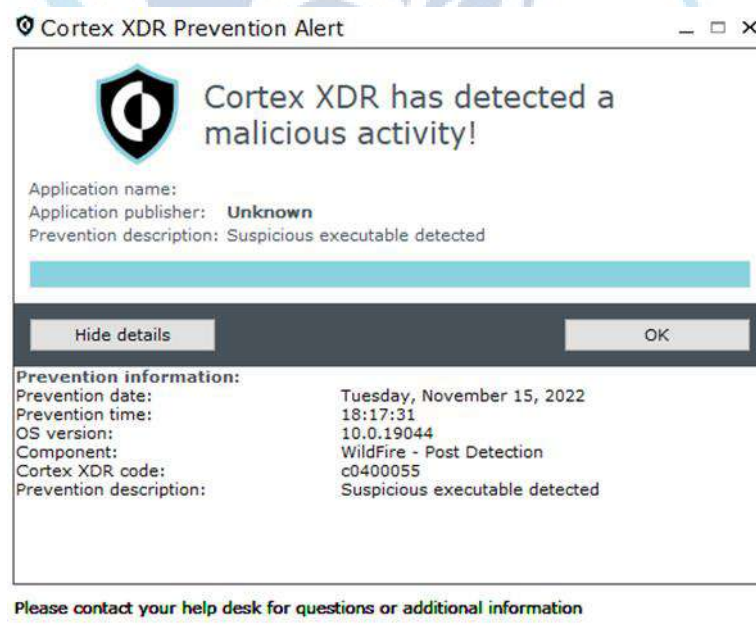 Cortex XDR Prevention Alert
Cortex XDR has detected a
malicious activity!
Application name:
Application publisher: Unknown
Prevention description: Suspicious executable detected
Hide details
OK
Prevention information:
Prevention date: Tuesday, November 15, 2022
Prevention time: 18:17:31
OS version: 10.0.19044
Component: WildFire - Post Detection
Cortex XDR code: c0400055
Prevention description: Suspicious executable detected
Please contact your help desk for questions or additional information